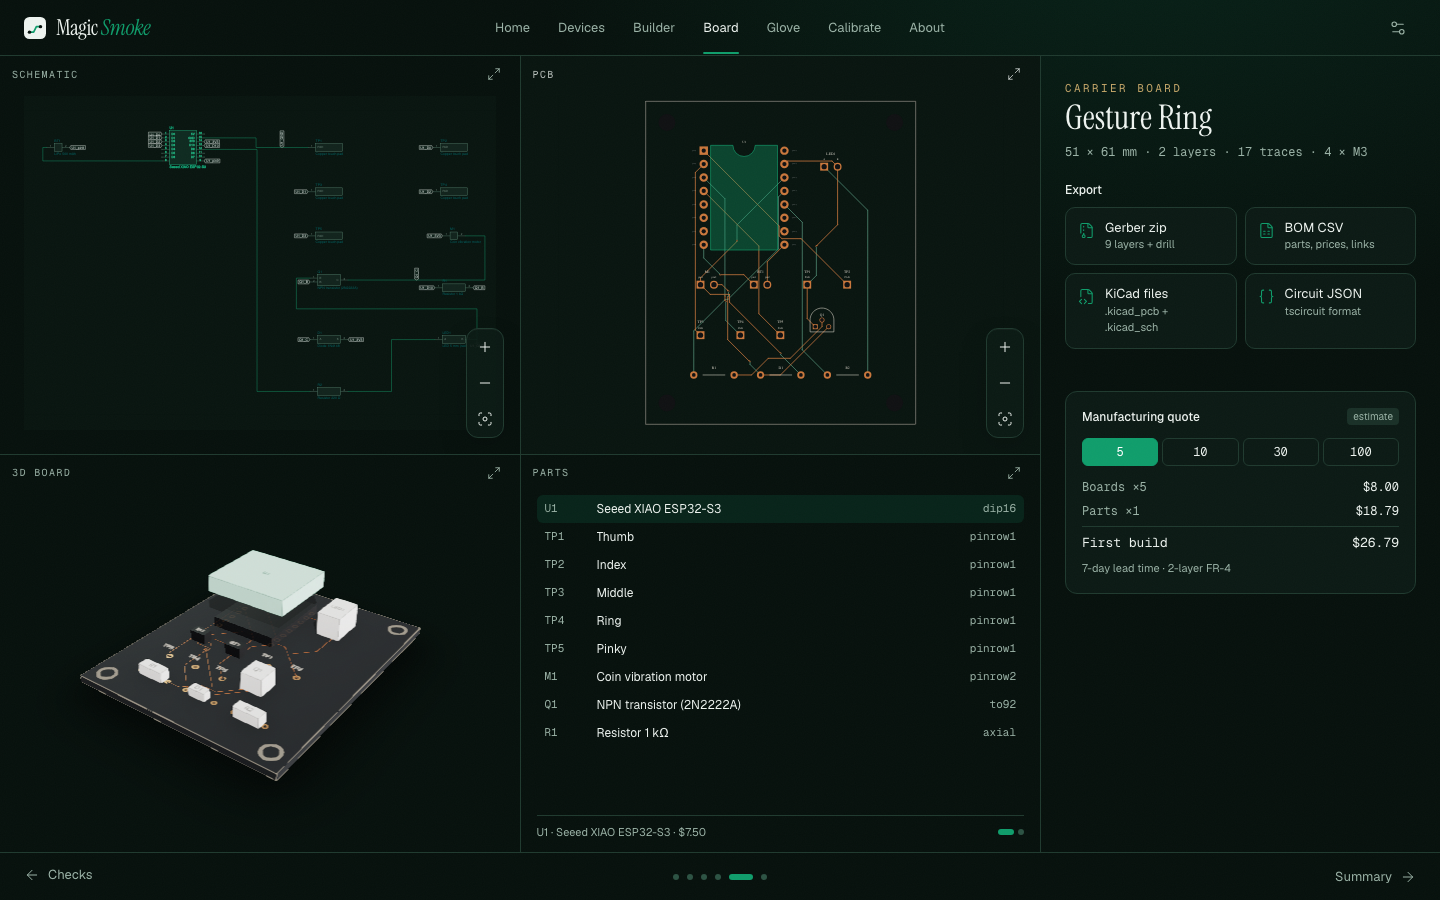 Magic Smoke
Home
Devices
Builder
Board
Glove
Calibrate
About
SCHEMATIC
PCB
CARRIER BOARD
Gesture Ring
51 × 61 mm · 2 layers · 17 traces · 4 × M3
Export
Gerber zip
9 layers + drill
BOM CSV
parts, prices, links
KiCad files
.kicad_pcb +
.kicad_sch
Circuit JSON
tscircuit format
Manufacturing quote
estimate
5
10
30
100
Boards ×5
$8.00
Parts ×1
$18.79
First build
$26.79
7-day lead time · 2-layer FR-4
3D BOARD
PARTS
U1 Seeed XIAO ESP32-S3 dip16
TP1 Thumb pinrow1
TP2 Index pinrow1
TP3 Middle pinrow1
TP4 Ring pinrow1
TP5 Pinky pinrow1
M1 Coin vibration motor pinrow2
Q1 NPN transistor (2N2222A) to92
R1 Resistor 1 kΩ axial
U1 · Seeed XIAO ESP32-S3 · $7.50
Checks
Summary